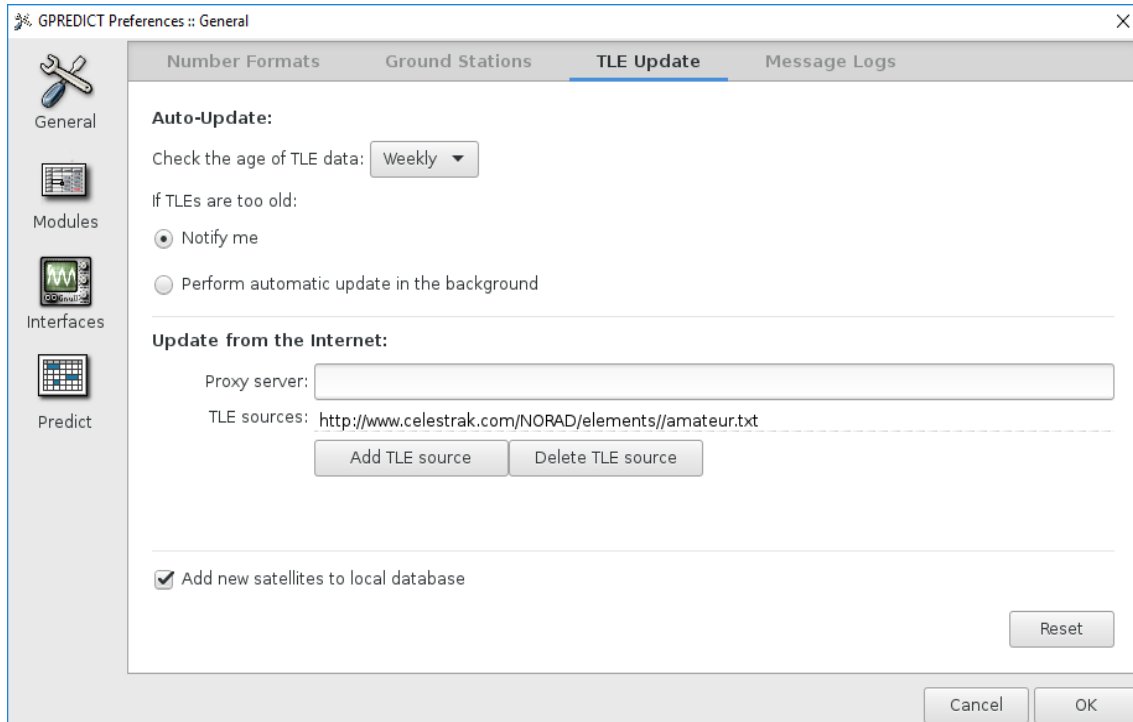 GPREDICT Preferences :: General
General
Modules
Interfaces
Predict
Number Formats Ground Stations TLE Update Message Logs
Auto-Update:
Check the age of TLE data: Weekly
If TLEs are too old:
Notify me
Perform automatic update in the background
Update from the Internet:
Proxy server:
TLE sources: http://www.celestrak.com/NORAD/elements//amateur.txt
Add TLE source Delete TLE source
Add new satellites to local database
Reset
Cancel OK